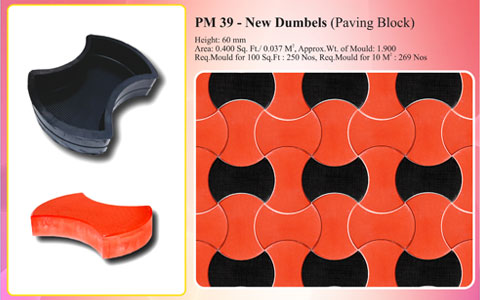 PM 39 - New Dumbels (Paving Block)
Height: 60 mm
Area: 0.400 Sq. Ft./ 0.037 M², Approx.Wt. of Mould: 1.900
Req.Mould for 100 Sq.Ft : 250 Nos, Req.Mould for 10 M² : 269 Nos